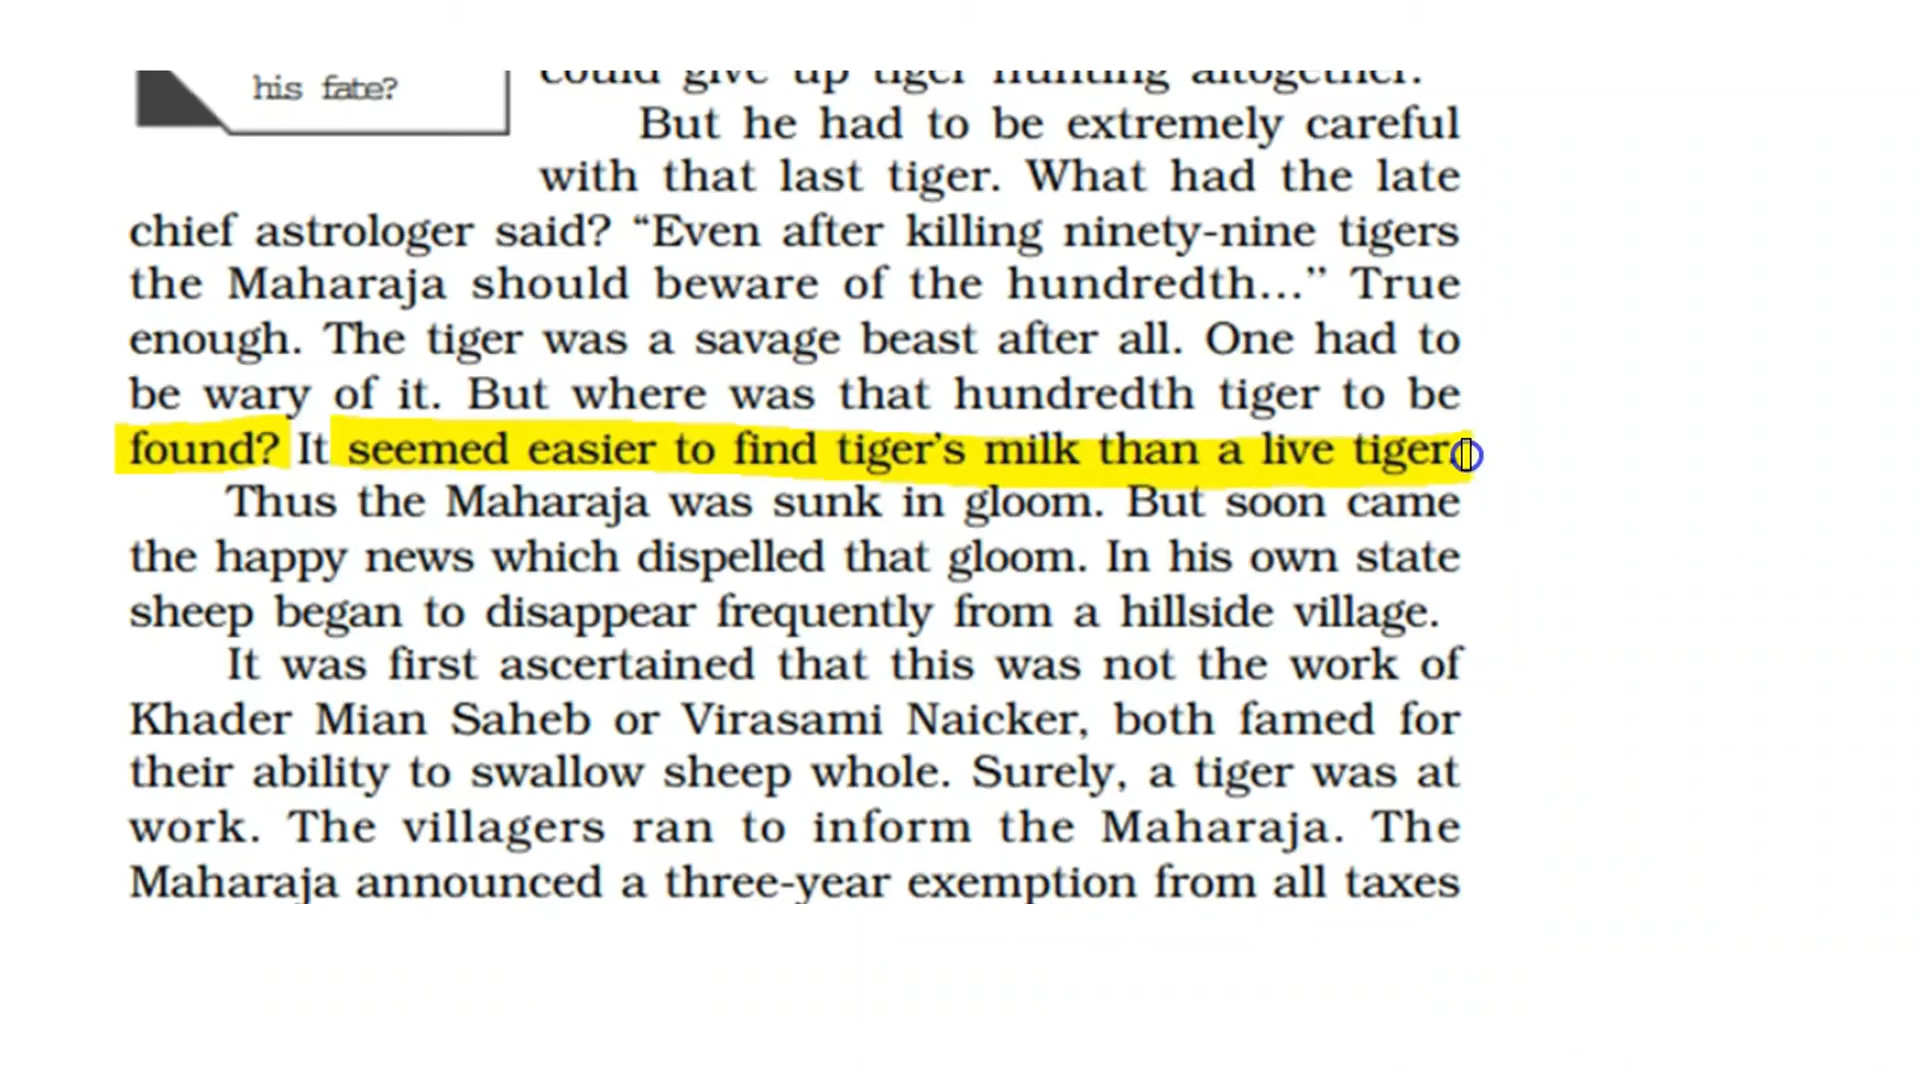 his fate?
could give up tiger hunting altogether.
But he had to be extremely careful
with that last tiger. What had the late
chief astrologer said? “Even after killing ninety-nine tigers
the Maharaja should beware of the hundredth...” True
enough. The tiger was a savage beast after all. One had to
be wary of it. But where was that hundredth tiger to be
found? It seemed easier to find tiger’s milk than a live tiger.
Thus the Maharaja was sunk in gloom. But soon came
the happy news which dispelled that gloom. In his own state
sheep began to disappear frequently from a hillside village.
It was first ascertained that this was not the work of
Khader Mian Saheb or Virasami Naicker, both famed for
their ability to swallow sheep whole. Surely, a tiger was at
work. The villagers ran to inform the Maharaja. The
Maharaja announced a three-year exemption from all taxes